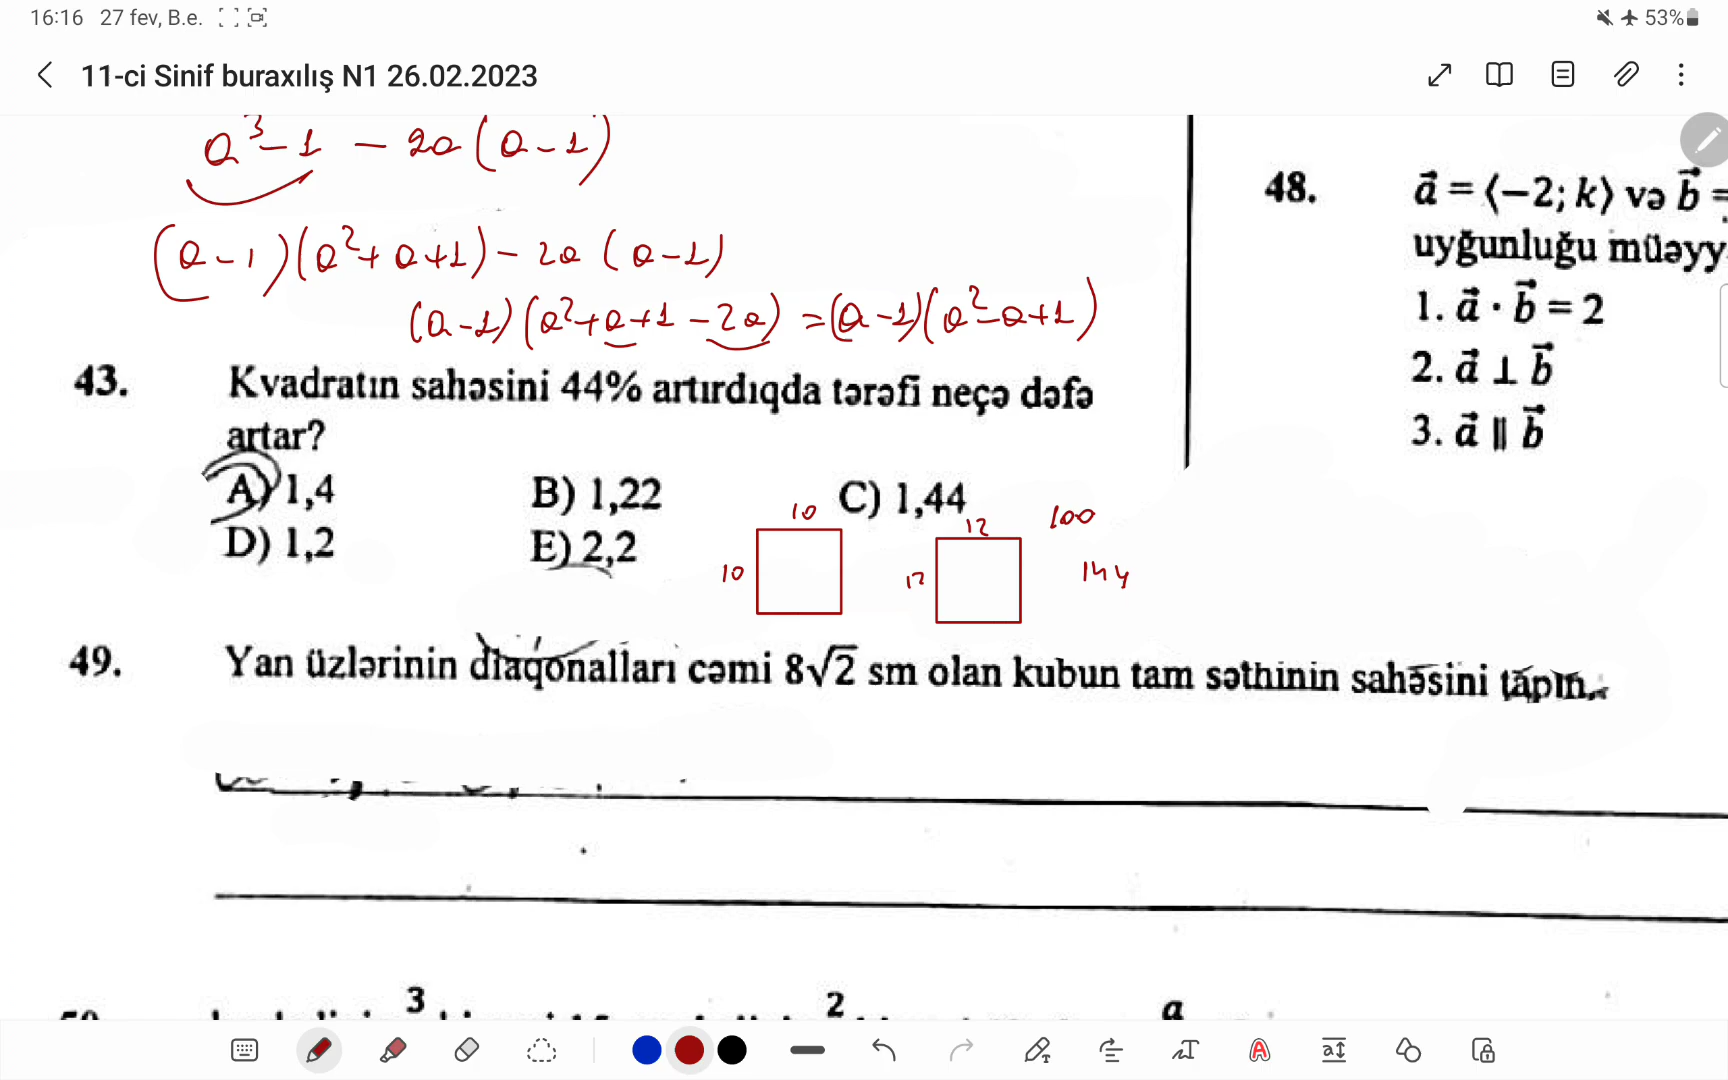 16:16 27 fev, B.e. 53%
11-ci Sinif buraxılış N1 26.02.2023
a³-1 - 2a(a-1)
(a-1)(a²+a+1) - 2a(a-1)
(a-1)(a²+a+1-2a) = (a-1)(a²-a+1)
43. Kvadratın sahəsini 44% artırdıqda tərəfi neçə dəfə
artar?
A) 1,4 B) 1,22 C) 1,44
D) 1,2 E) 2,2
10 12 100
10 12 144
48. a⃗ = ⟨−2; k⟩ və b⃗ =
uyğunluğu müəyy
1. a⃗ · b⃗ = 2
2. a⃗ ⊥ b⃗
3. a⃗ ∥ b⃗
49. Yan üzlərinin diaqonalları cəmi 8√2 sm olan kubun tam səthinin sahəsini tapın.
3 2 a